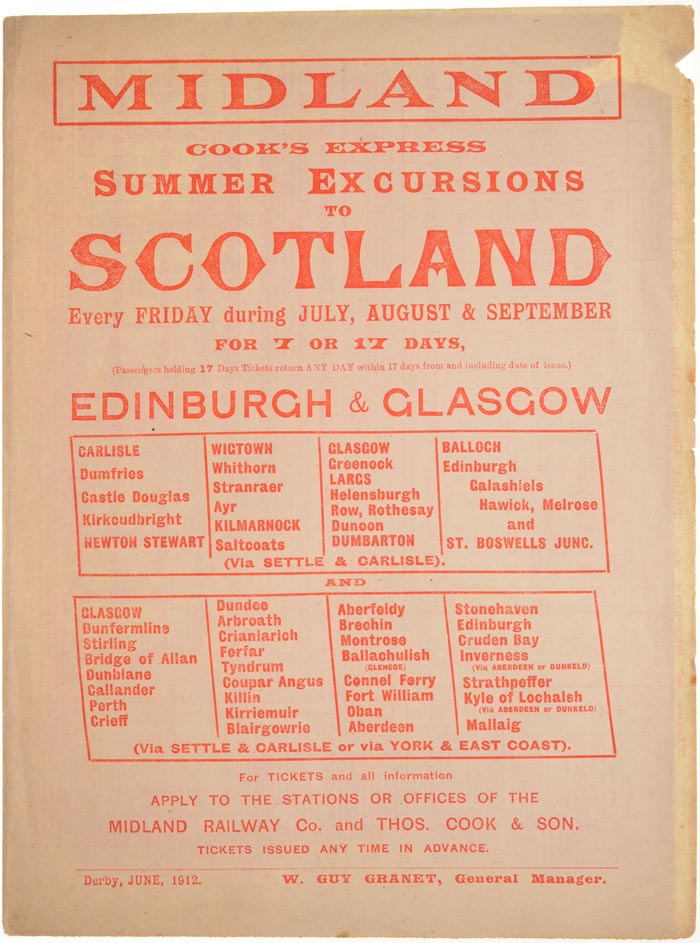 MIDLAND
COOK'S EXPRESS
SUMMER EXCURSIONS
TO
SCOTLAND
Every FRIDAY during JULY, AUGUST & SEPTEMBER
FOR 7 OR 17 DAYS,
(Passengers holding 17 Days Tickets return ANY DAY within 17 days from and including date of issue.)
EDINBURGH & GLASGOW
CARLISLE
Dumfries
Castle Douglas
Kirkcudbright
NEWTON STEWART
WIGTOWN
Whithorn
Stranraer
Ayr
KILMARNOCK
Saltcoats
GLASGOW
Greenock
LARGS
Helensburgh
Row, Rothesay
Dunoon
DUMBARTON
BALLOCH
Edinburgh
Galashiels
Hawick, Melrose
and
ST. BOSWELLS JUNC.
(Via SETTLE & CARLISLE).
AND
GLASGOW
Dunfermline
Stirling
Bridge of Allan
Dunblane
Callander
Perth
Crieff
Dundee
Arbroath
Crianlarich
Forfar
Tyndrum
Coupar Angus
Killin
Kirriemuir
Blairgowrie
Aberfeldy
Brechin
Montrose
Ballachulish
(GLENCOE)
Connel Ferry
Fort William
Oban
Aberdeen
Stonehaven
Edinburgh
Cruden Bay
Inverness
(Via ABERDEEN or DUNKELD)
Strathpeffer
Kyle of Lochalsh
(Via ABERDEEN or DUNKELD)
Mallaig
(Via SETTLE & CARLISLE or via YORK & EAST COAST).
For TICKETS and all information
APPLY TO THE STATIONS OR OFFICES OF THE
MIDLAND RAILWAY Co. and THOS. COOK & SON.
TICKETS ISSUED ANY TIME IN ADVANCE.
Derby, JUNE, 1912. W. GUY GRANET, General Manager.